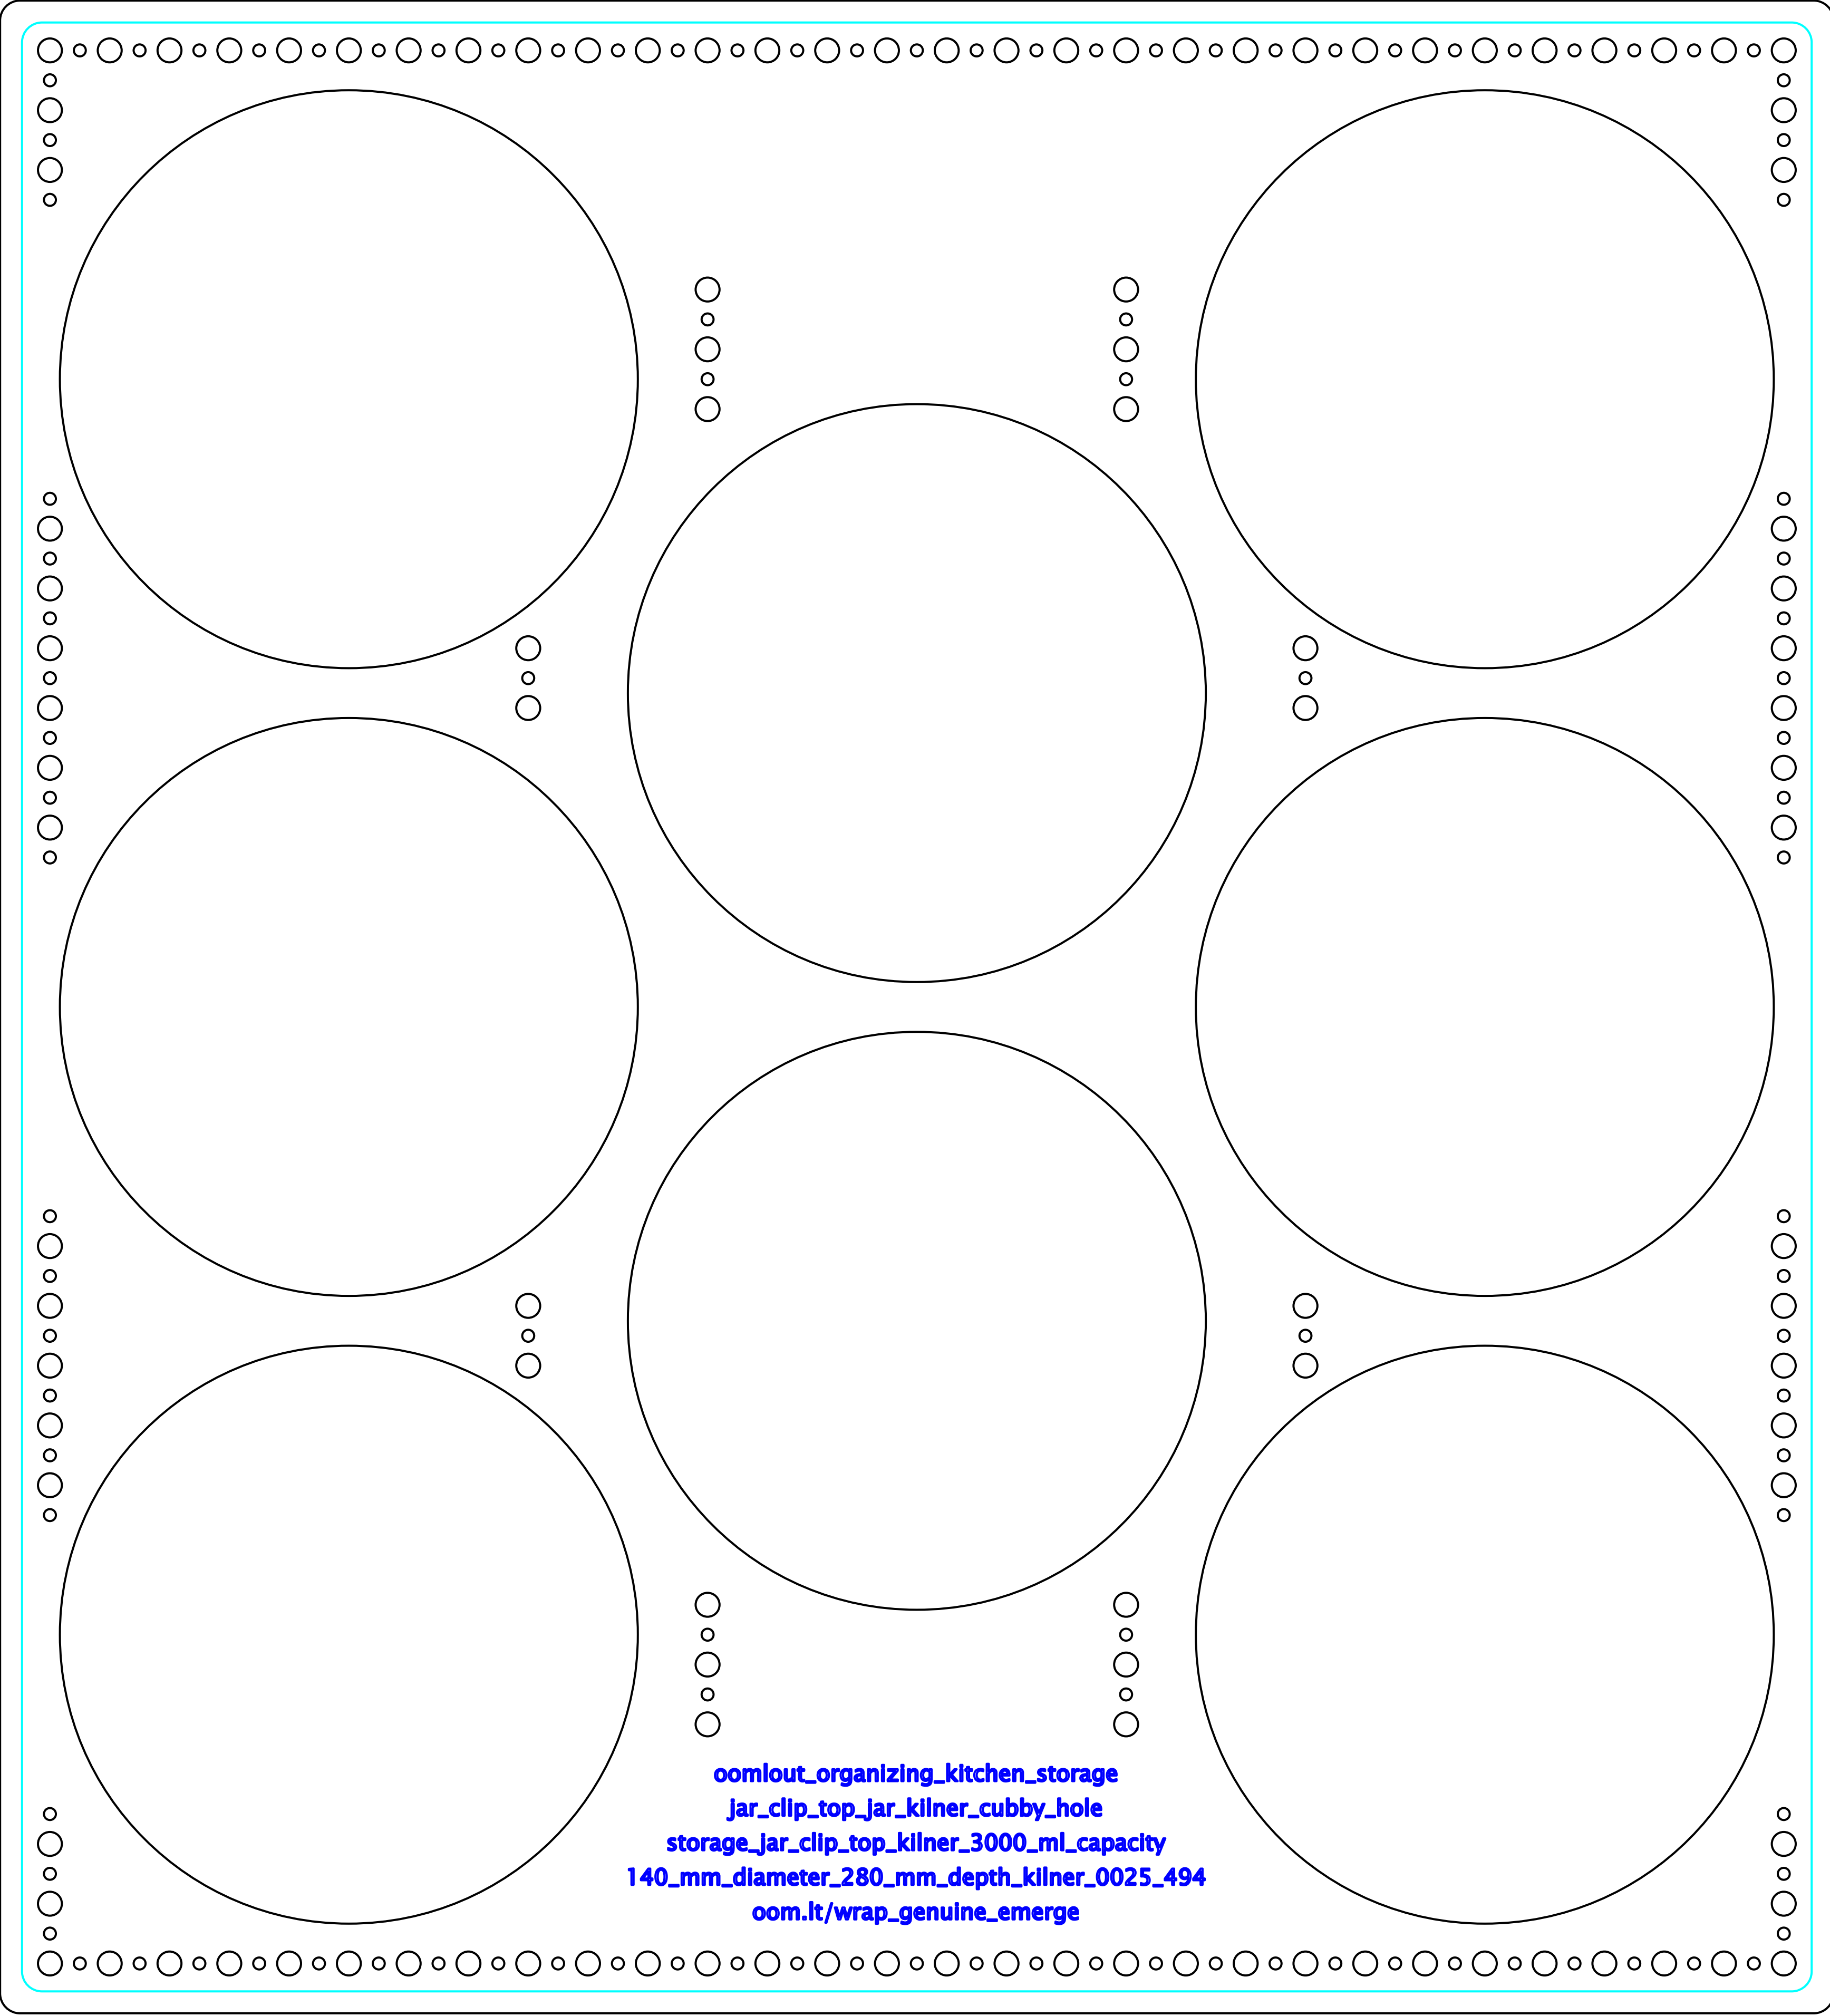 oomlout_organizing_kitchen_storage
jar_clip_top_jar_kilner_cubby_hole
storage_jar_clip_top_kilner_3000_ml_capacity
140_mm_diameter_280_mm_depth_kilner_0025_494
oom.lt/wrap_genuine_emerge